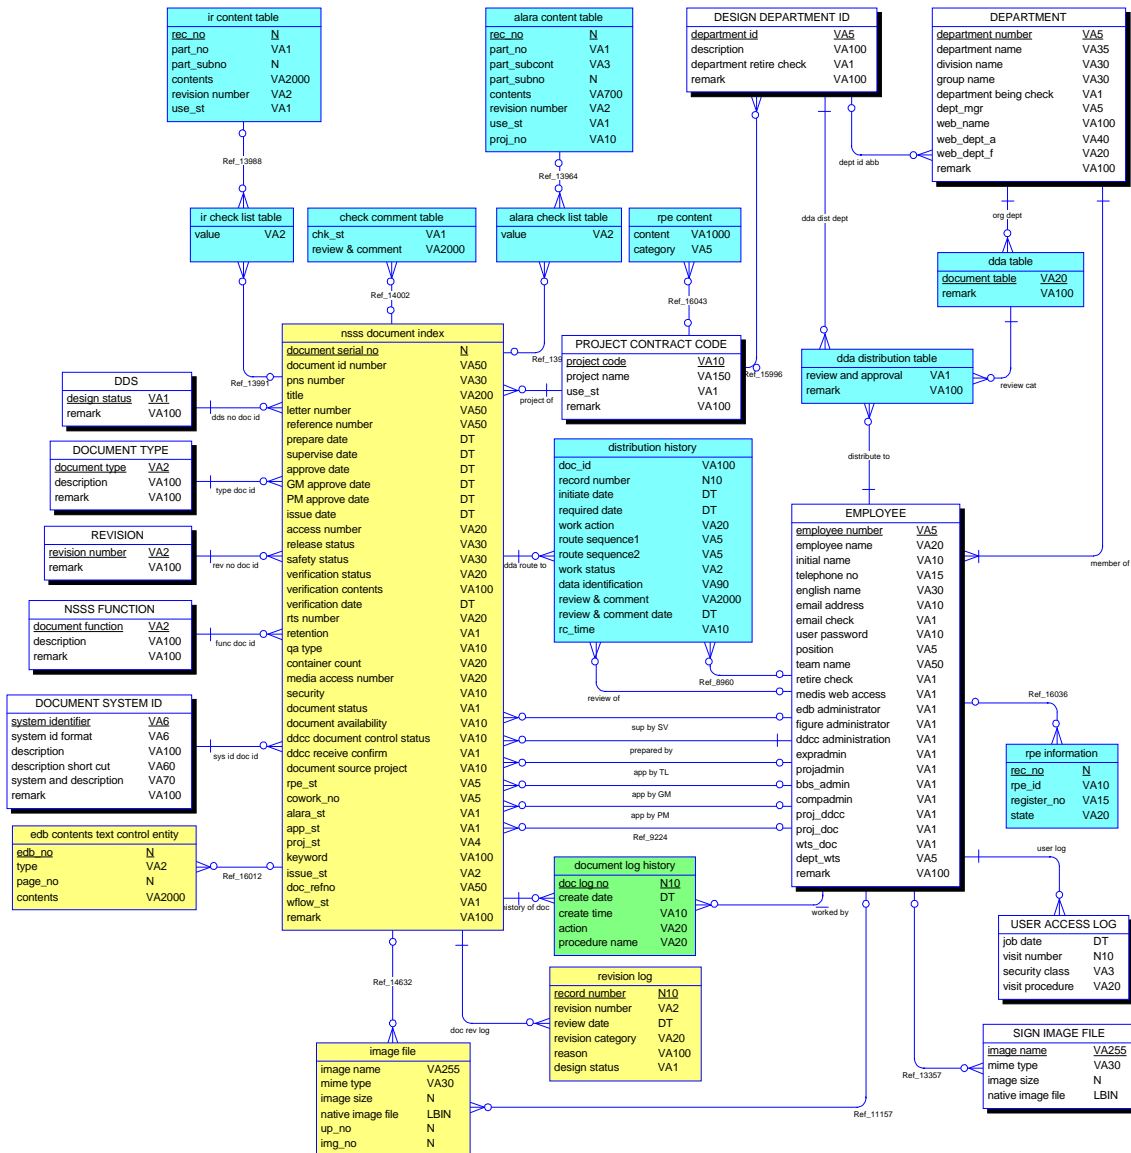 ir content table
rec_no N
part_no VA1
part_subno N
contents VA2000
revision number VA2
use_st VA1
alara content table
rec_no N
part_no VA1
part_subcont VA3
part_subno N
contents VA700
revision number VA2
use_st VA1
proj_no VA10
DESIGN DEPARTMENT ID
department id VA5
description VA100
department retire check VA1
remark VA100
DEPARTMENT
department number VA5
department name VA35
division name VA30
group name VA30
department being check VA1
dept_mgr VA5
web_name VA100
web_dept_a VA40
web_dept_f VA20
remark VA100
Ref_13988
Ref_13964
dept id abb
dda dist dept
org dept
ir check list table
value VA2
check comment table
chk_st VA1
review & comment VA2000
alara check list table
value VA2
rpe content
content VA1000
category VA5
dda table
document table VA20
remark VA100
Ref_14002
Ref_16043
Ref_13991
Ref_139
Ref_15996
nsss document index
document serial no N
document id number VA50
pns number VA30
title VA200
letter number VA50
reference number VA50
prepare date DT
supervise date DT
approve date DT
GM approve date DT
PM approve date DT
issue date DT
access number VA20
release status VA30
safety status VA30
verification status VA20
verification contents VA100
verification date DT
rts number VA20
retention VA1
qa type VA10
container count VA20
media access number VA20
security VA10
document status VA1
document availability VA10
ddcc document control status VA10
ddcc receive confirm VA1
document source project VA10
rpe_st VA5
cowork_no VA5
alara_st VA1
app_st VA1
proj_st VA4
keyword VA100
issue_st VA2
doc_refno VA50
wflow_st VA1
remark VA100
PROJECT CONTRACT CODE
project code VA10
project name VA150
use_st VA1
remark VA100
project of
dda distribution table
review and approval VA1
remark VA100
review cat
distribute to
member of
DDS
design status VA1
remark VA100
dds no doc id
DOCUMENT TYPE
document type VA2
description VA100
remark VA100
type doc id
REVISION
revision number VA2
remark VA100
rev no doc id
NSSS FUNCTION
document function VA2
description VA100
remark VA100
func doc id
DOCUMENT SYSTEM ID
system identifier VA6
system id format VA6
description VA100
description short cut VA60
system and description VA70
remark VA100
sys id doc id
edb contents text control entity
edb_no N
type VA2
page_no N
contents VA2000
Ref_16012
distribution history
doc_id VA100
record number N10
initiate date DT
required date DT
work action VA20
route sequence1 VA5
route sequence2 VA5
work status VA2
data identification VA90
review & comment VA2000
review & comment date DT
rc_time VA10
dda route to
Ref_8960
review of
sup by SV
prepared by
app by TL
app by GM
app by PM
Ref_9224
EMPLOYEE
employee number VA5
employee name VA20
initial name VA10
telephone no VA15
english name VA30
email address VA10
email check VA1
user password VA10
position VA5
team name VA50
retire check VA1
medis web access VA1
edb administrator VA1
figure administrator VA1
ddcc administration VA1
expradmin VA1
projadmin VA1
bbs_admin VA1
compadmin VA1
proj_ddcc VA1
proj_doc VA1
wts_doc VA1
dept_wts VA5
remark VA100
Ref_16036
rpe information
rec_no N
rpe_id VA10
register_no VA15
state VA20
user log
USER ACCESS LOG
job date DT
visit number N10
security class VA3
visit procedure VA20
document log history
doc log no N10
create date DT
create time VA10
action VA20
procedure name VA20
history of doc
worked by
revision log
record number N10
revision number VA2
review date DT
revision category VA20
reason VA100
design status VA1
doc rev log
Ref_14632
image file
image name VA255
mime type VA30
image size N
native image file LBIN
up_no N
img_no N
Ref_11157
Ref_13357
SIGN IMAGE FILE
image name VA255
mime type VA30
image size N
native image file LBIN